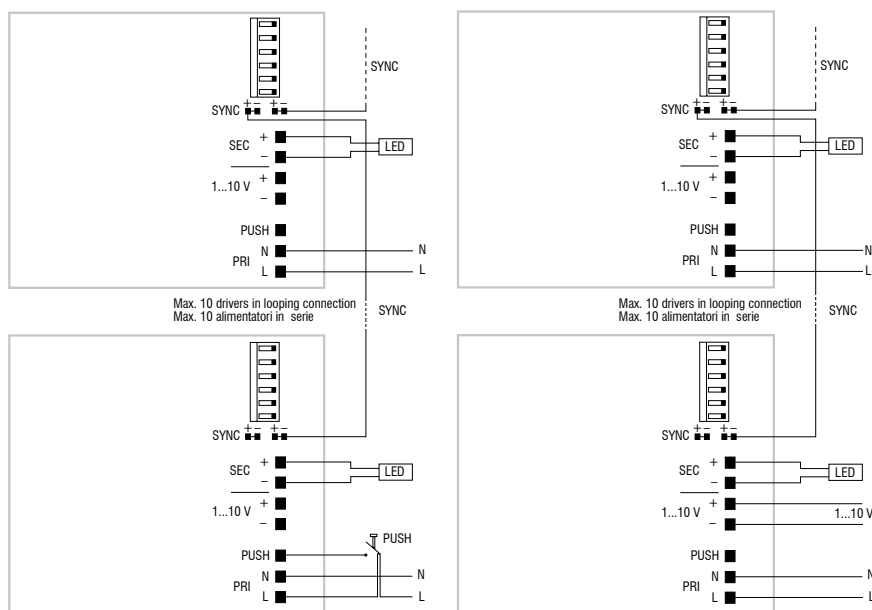 SYNC
+ − + −
SYNC
SEC + LED
−
1...10 V +
−
PUSH
PRI N N
L L
Max. 10 drivers in looping connection
Max. 10 alimentatori in serie
SYNC
+ − + −
SYNC
SEC + LED
−
1...10 V +
−
PUSH PUSH
PRI N N
L L
SYNC
+ − + −
SYNC
SEC + LED
−
1...10 V +
−
PUSH
PRI N N
L L
Max. 10 drivers in looping connection
Max. 10 alimentatori in serie
SYNC
+ − + −
SYNC
SEC + LED
−
1...10 V + 1...10 V
−
PUSH
PRI N N
L L